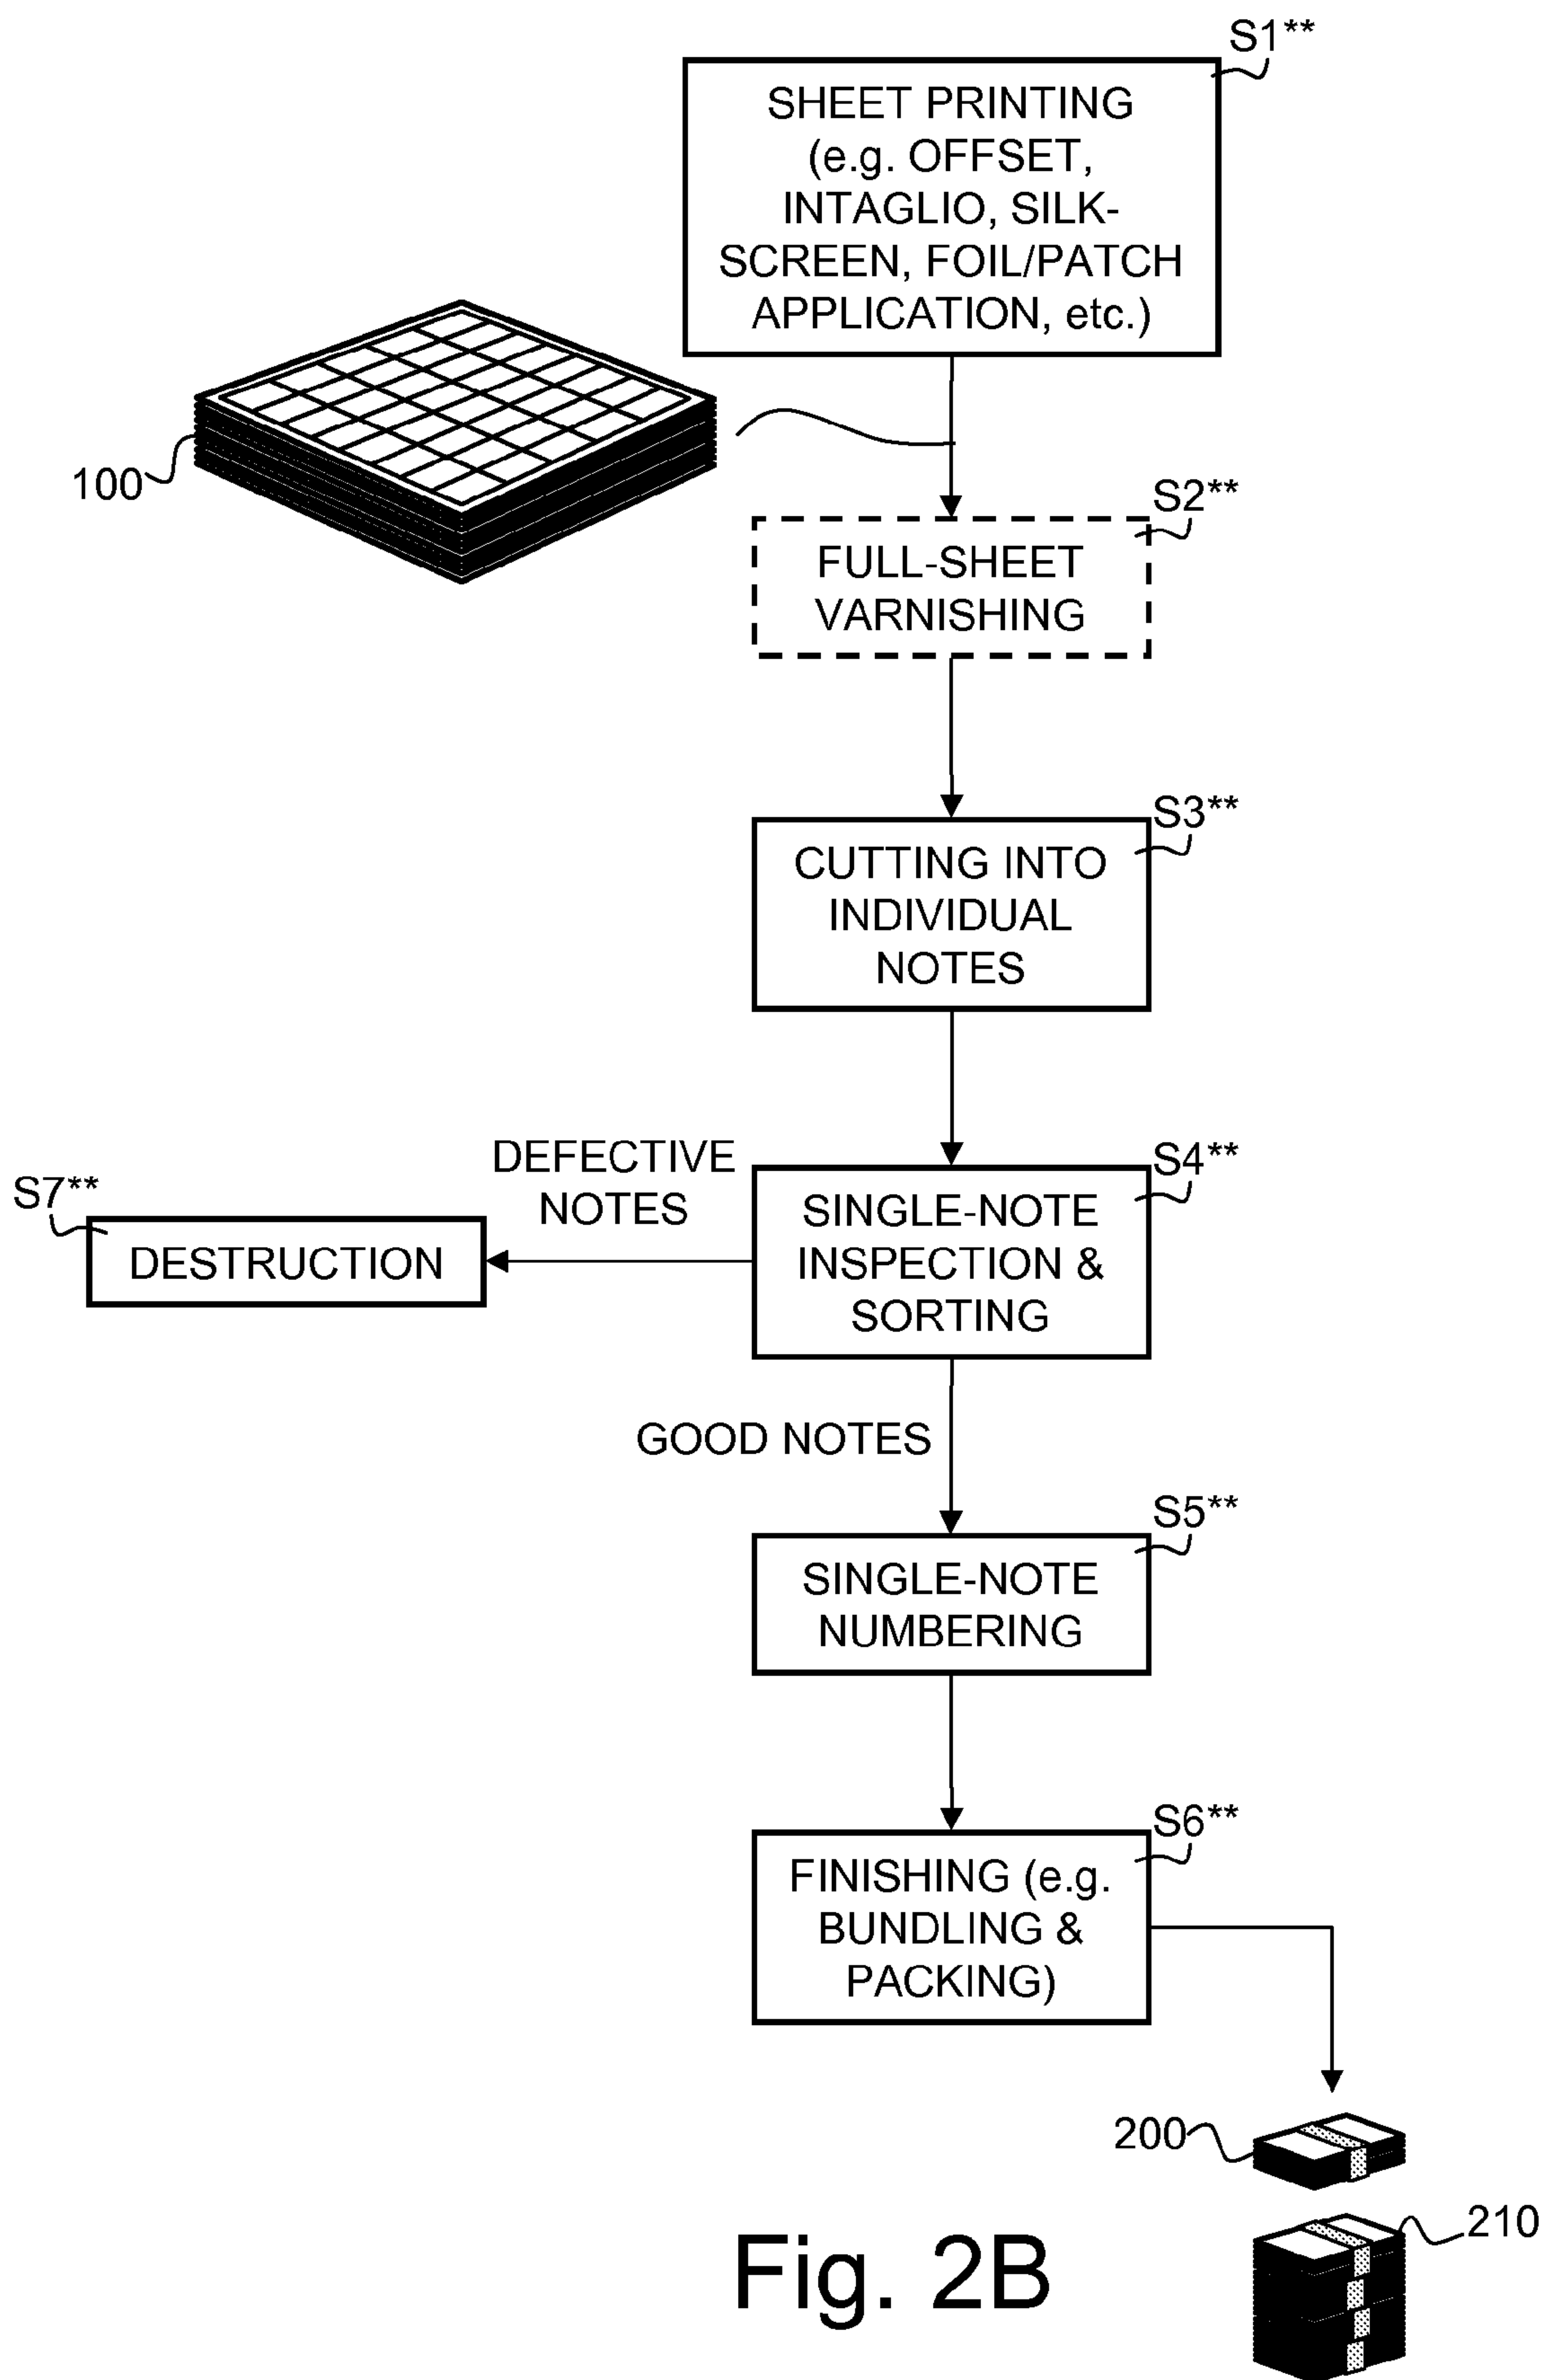 S1**
SHEET PRINTING
(e.g. OFFSET,
INTAGLIO, SILK-
SCREEN, FOIL/PATCH
APPLICATION, etc.)
100
S2**
FULL-SHEET
VARNISHING
S3**
CUTTING INTO
INDIVIDUAL
NOTES
S4**
SINGLE-NOTE
INSPECTION &
SORTING
DEFECTIVE
NOTES
S7**
DESTRUCTION
GOOD NOTES
S5**
SINGLE-NOTE
NUMBERING
S6**
FINISHING (e.g.
BUNDLING &
PACKING)
200
210
Fig. 2B